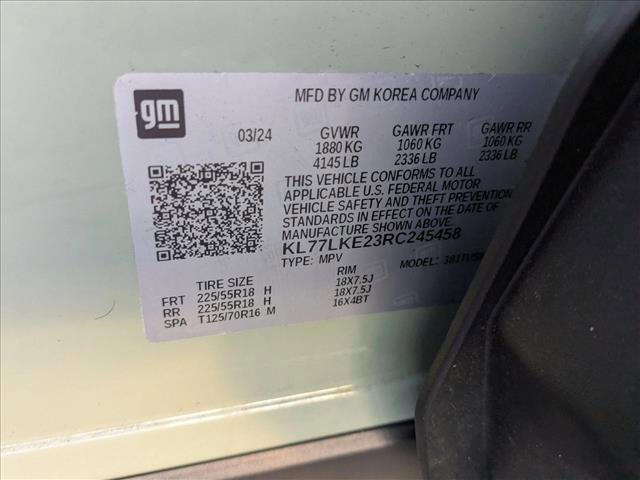 gm
MFD BY GM KOREA COMPANY
03/24 GVWR GAWR FRT GAWR RR
1880 KG 1060 KG 1060 KG
4145 LB 2336 LB 2336 LB
THIS VEHICLE CONFORMS TO ALL
APPLICABLE U.S. FEDERAL MOTOR
VEHICLE SAFETY AND THEFT PREVENTION
STANDARDS IN EFFECT ON THE DATE OF
MANUFACTURE SHOWN ABOVE.
KL77LKE23RC245458
TYPE: MPV MODEL:
TIRE SIZE RIM
FRT 225/55R18 H 18X7.5J
RR 225/55R18 H 18X7.5J
SPA T125/70R16 M 16X4BT